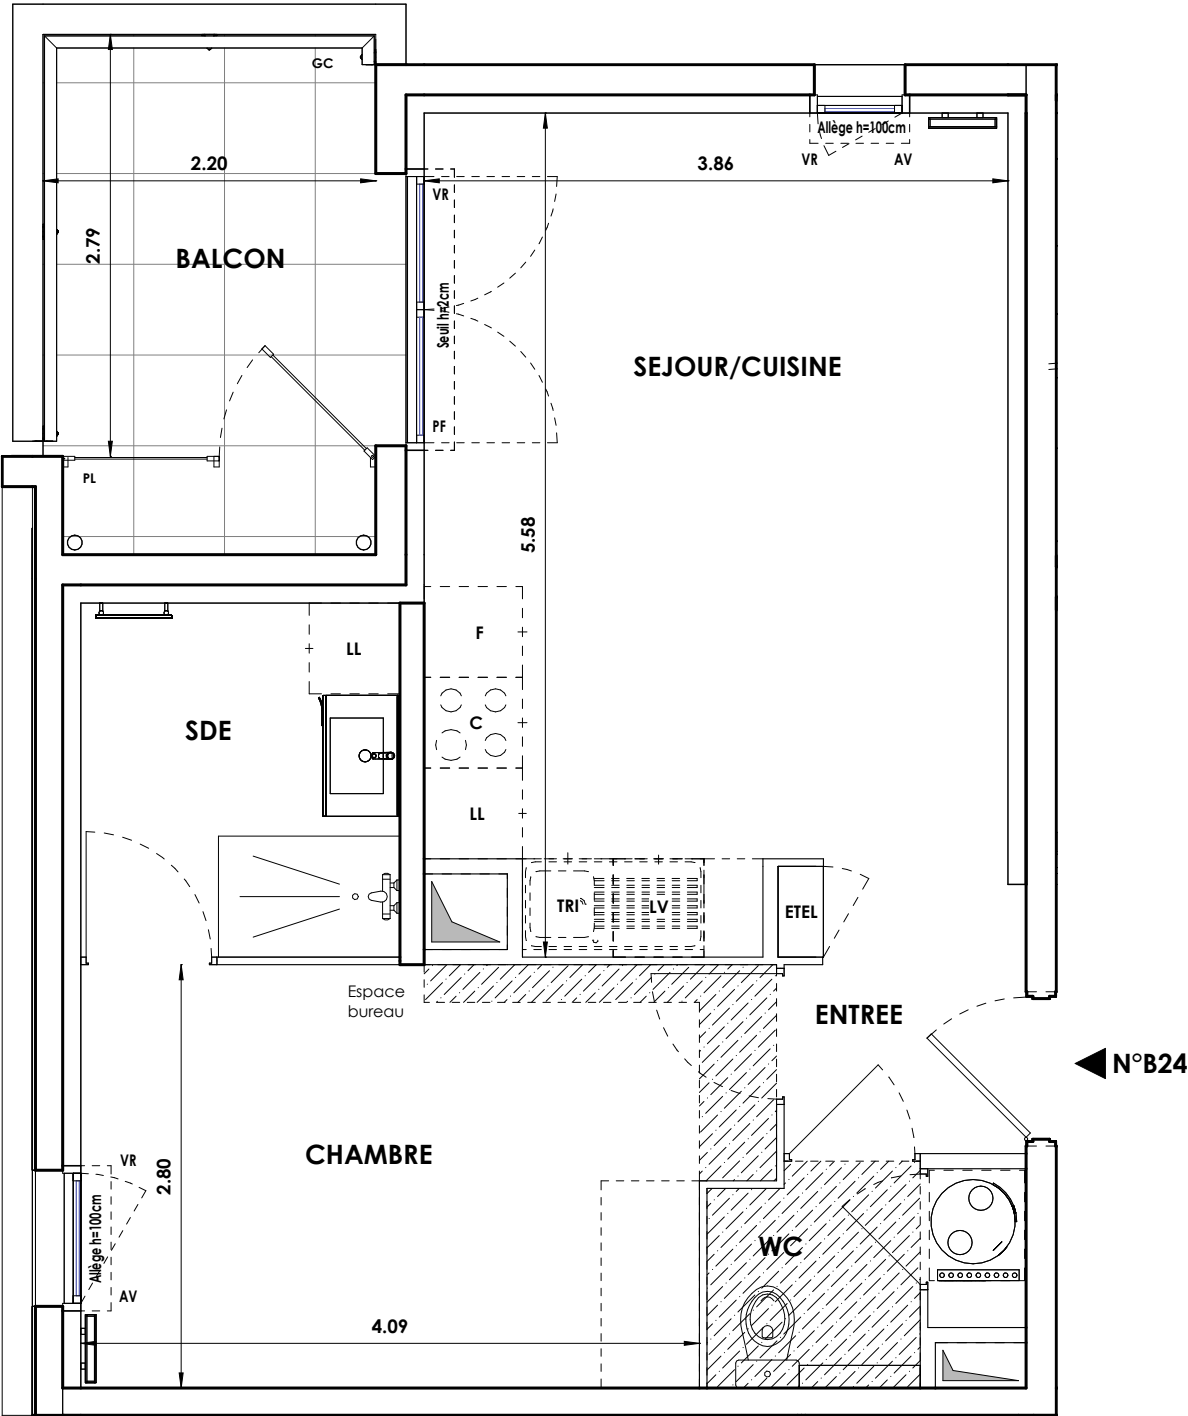 GC
Allège h=100cm
VR
AV
2.20
3.86
VR
2.79
BALCON
Seuil h=2cm
SEJOUR/CUISINE
PF
PL
5.58
F
LL
C
SDE
LL
TRI
LV
ETEL
Espace
bureau
ENTREE
N°B24
CHAMBRE
VR
2.80
Allège h=100cm
AV
WC
4.09